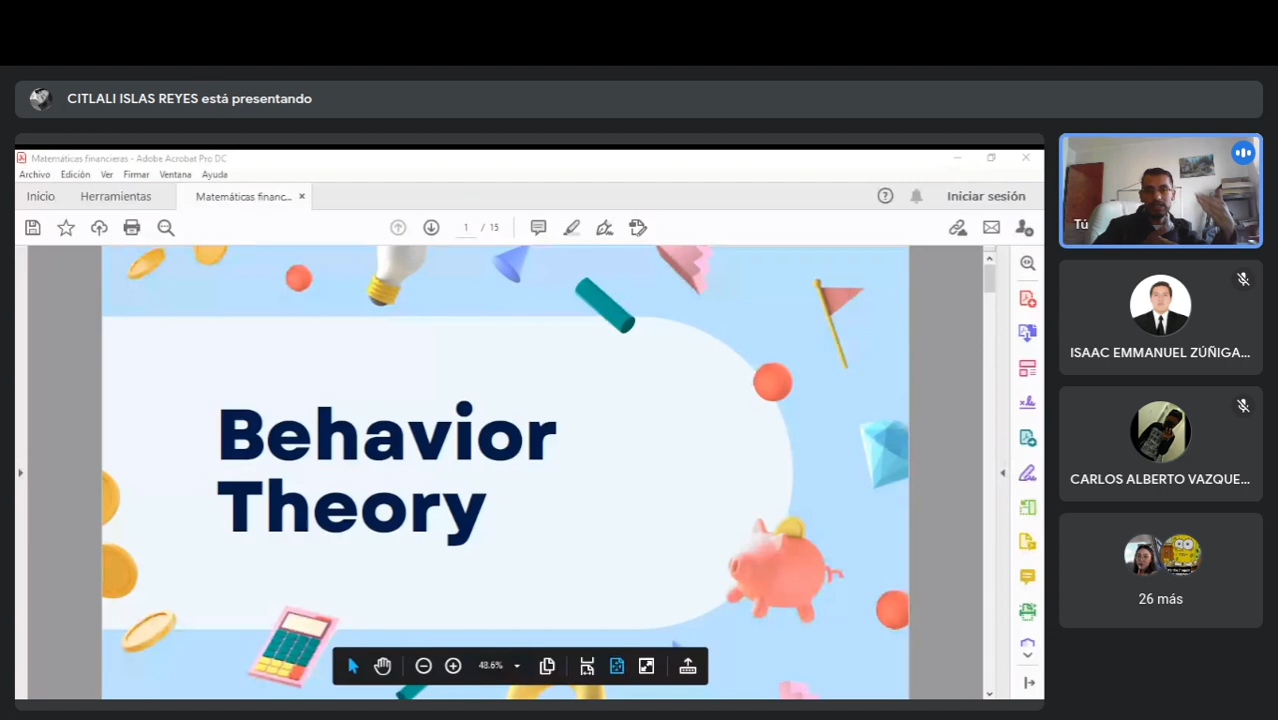 CITLALI ISLAS REYES está presentando
Matemáticas financieras - Adobe Acrobat Pro DC
Archivo Edición Ver Firmar Ventana Ayuda
Inicio Herramientas Matemáticas financ... × Iniciar sesión
1 / 15
Behavior
Theory
48.6%
Tú
ISAAC EMMANUEL ZÚÑIGA...
CARLOS ALBERTO VAZQUE...
26 más